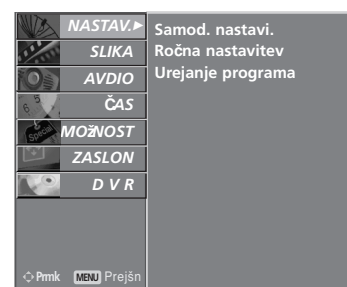 NASTAV.►
SLIKA
AVDIO
ČAS
MOžNOST
ZASLON
D V R
Samod. nastavi.
Ročna nastavitev
Urejanje programa
Prmk MENU Prejšn